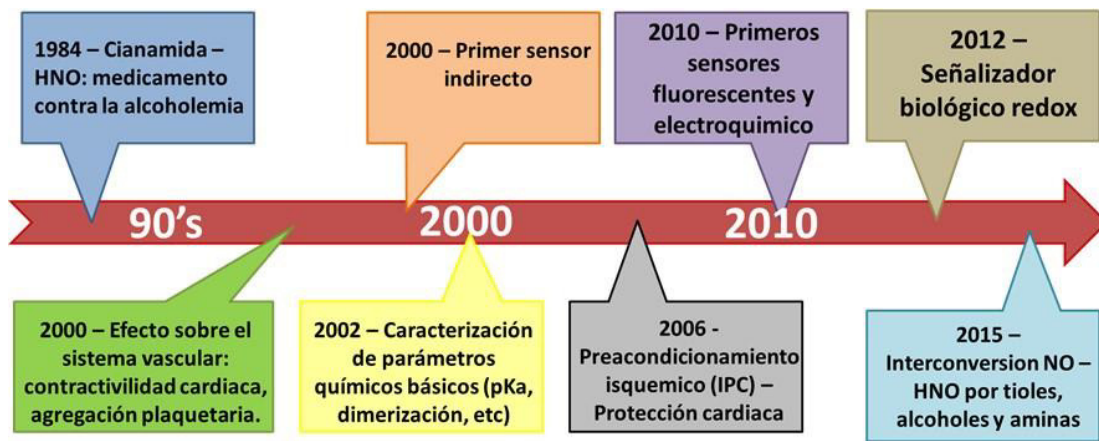 1984 – Cianamida –
HNO: medicamento
contra la alcoholemia
2000 – Primer sensor
indirecto
2010 – Primeros
sensores
fluorescentes y
electroquimico
2012 –
Señalizador
biológico redox
90’s
2000
2010
2000 – Efecto sobre el
sistema vascular:
contractividad cardiaca,
agregación plaquetaria.
2002 – Caracterización
de parámetros
químicos básicos (pKa,
dimerización, etc)
2006 -
Preacondicionamiento
isquemico (IPC) –
Protección cardiaca
2015 –
Interconversion NO –
HNO por tioles,
alcoholes y aminas